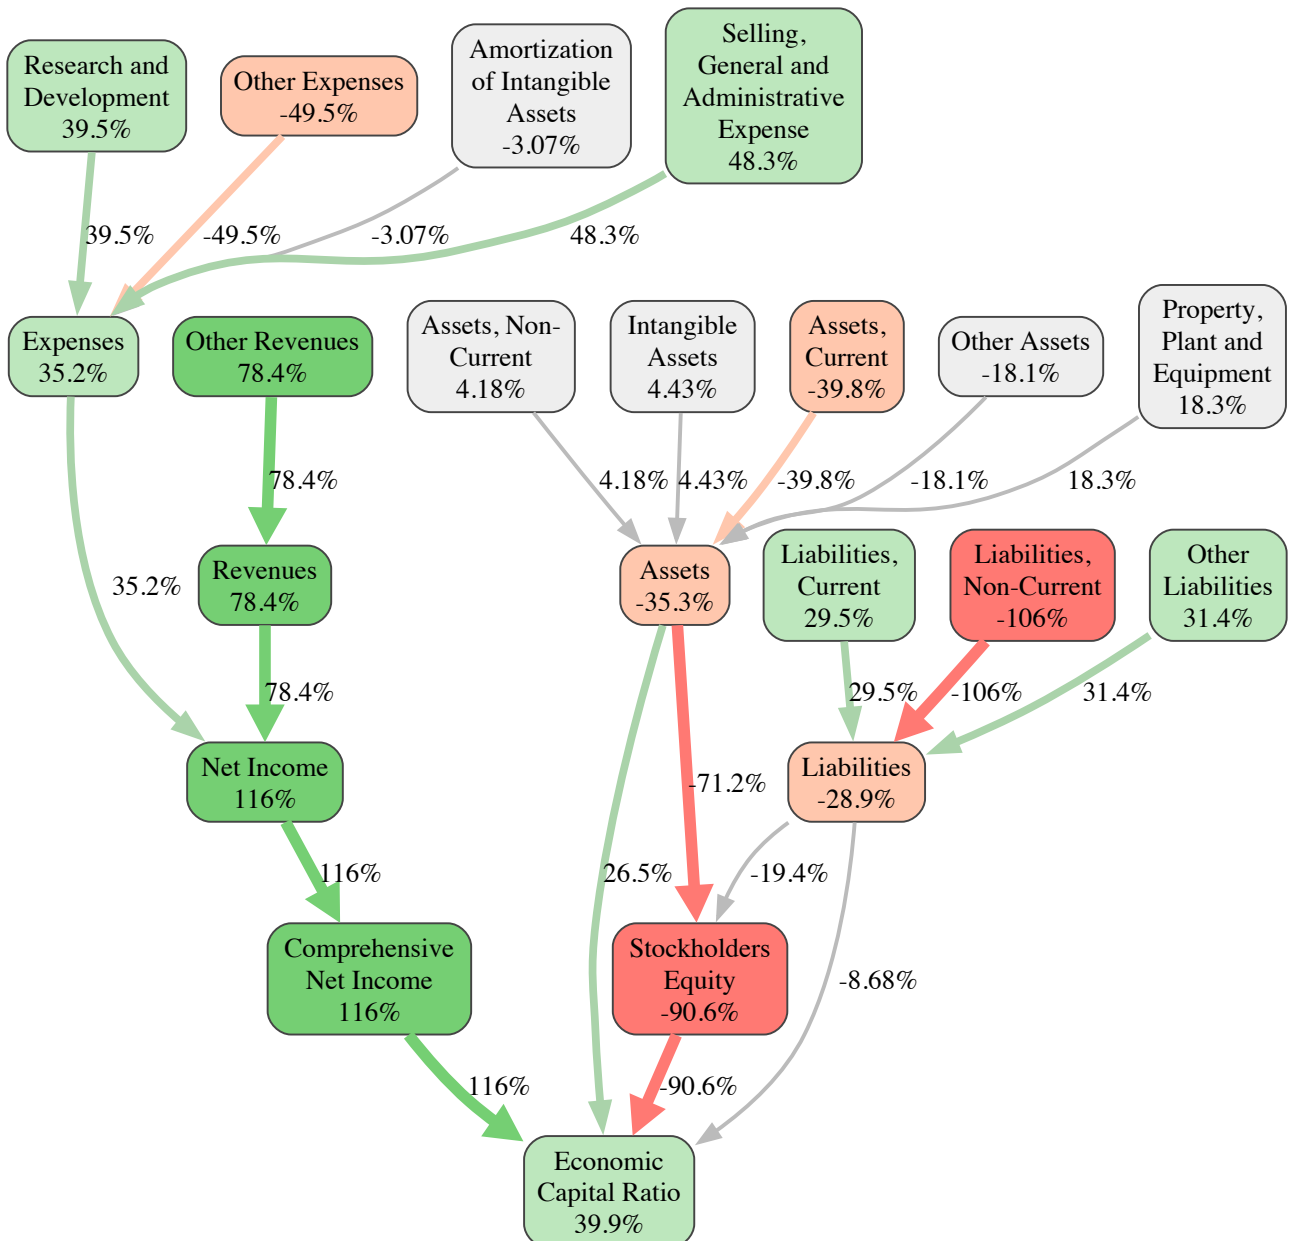 Research and
Development
39.5%
Other Expenses
-49.5%
Amortization
of Intangible
Assets
-3.07%
Selling,
General and
Administrative
Expense
48.3%
39.5%
-49.5%
-3.07%
48.3%
Expenses
35.2%
Other Revenues
78.4%
Assets, Non-
Current
4.18%
Intangible
Assets
4.43%
Assets,
Current
-39.8%
Other Assets
-18.1%
Property,
Plant and
Equipment
18.3%
78.4%
4.18%
4.43%
-39.8%
-18.1%
18.3%
35.2%
Revenues
78.4%
Assets
-35.3%
Liabilities,
Current
29.5%
Liabilities,
Non-Current
-106%
Other
Liabilities
31.4%
78.4%
29.5%
-106%
31.4%
Net Income
116%
-71.2%
Liabilities
-28.9%
116%
26.5%
-19.4%
Comprehensive
Net Income
116%
Stockholders
Equity
-90.6%
-8.68%
116%
-90.6%
Economic
Capital Ratio
39.9%